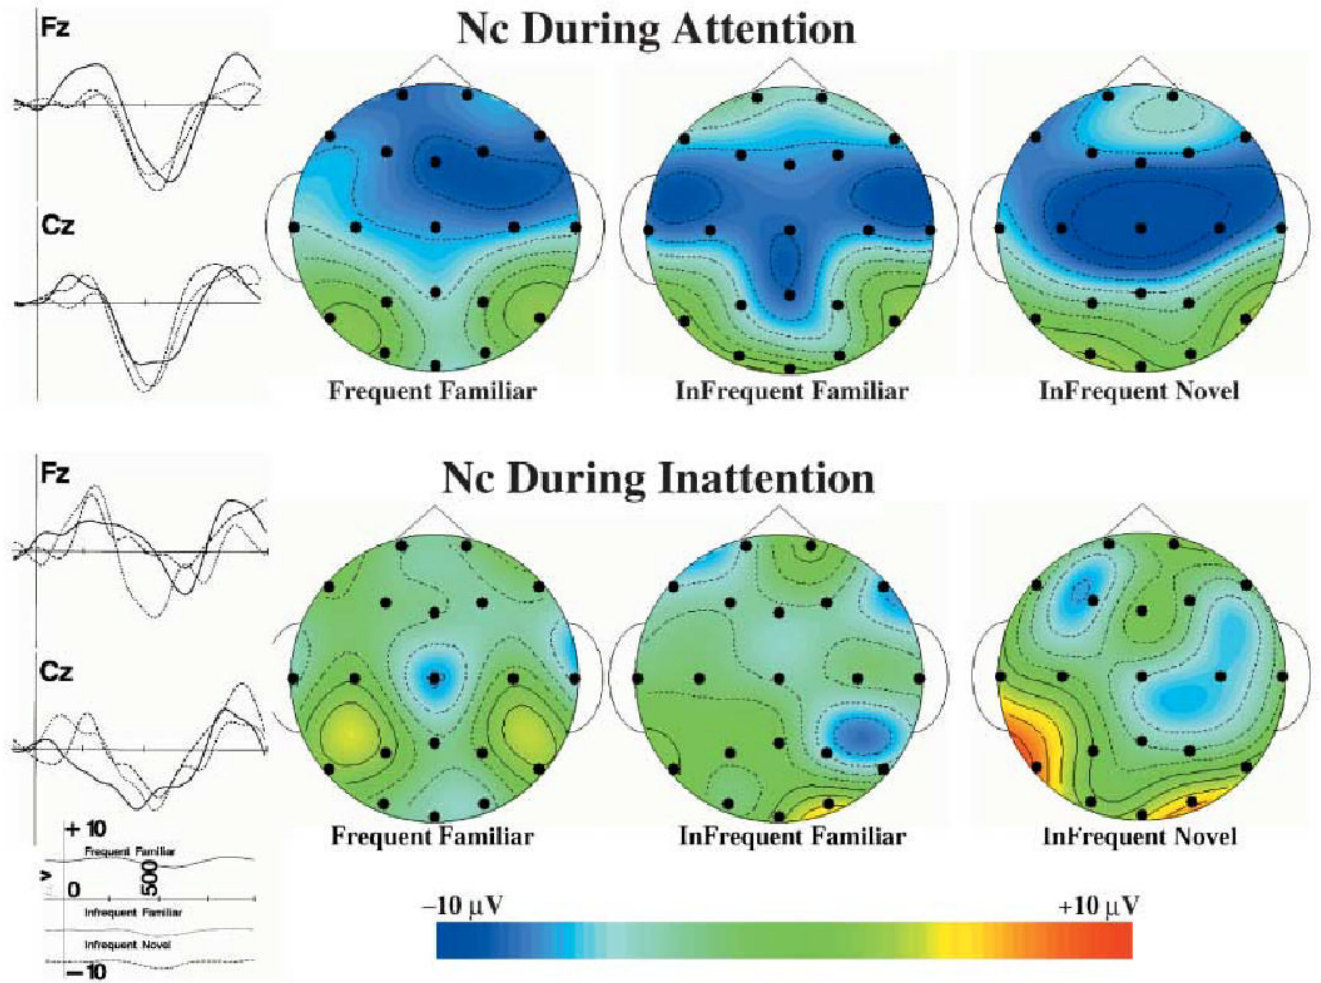 Fz
Nc During Attention
Cz
Frequent Familiar
InFrequent Familiar
InFrequent Novel
Fz
Nc During Inattention
Cz
Frequent Familiar
InFrequent Familiar
InFrequent Novel
+10
Frequent Familiar
0
500
Infrequent Familiar
Infrequent Novel
−10
−10 µV
+10 µV